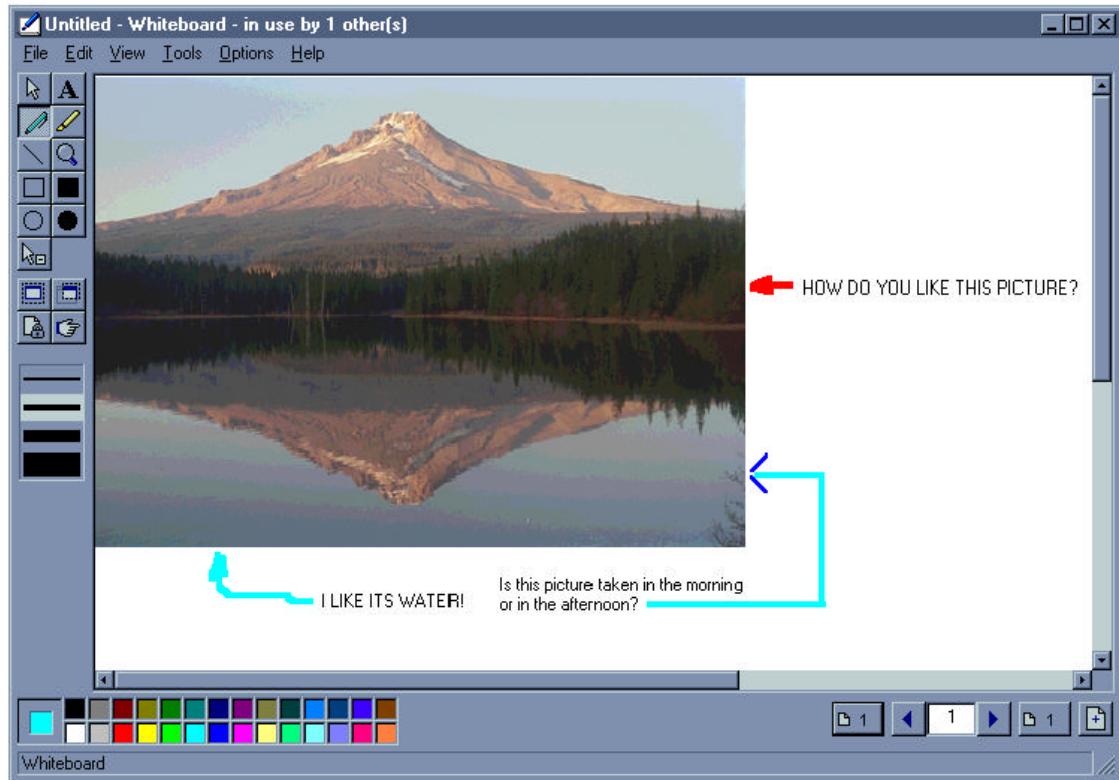 Untitled - Whiteboard - in use by 1 other(s)
File Edit View Tools Options Help
A
HOW DO YOU LIKE THIS PICTURE?
I LIKE ITS WATER!
Is this picture taken in the morning
or in the afternoon?
1 1 1
Whiteboard